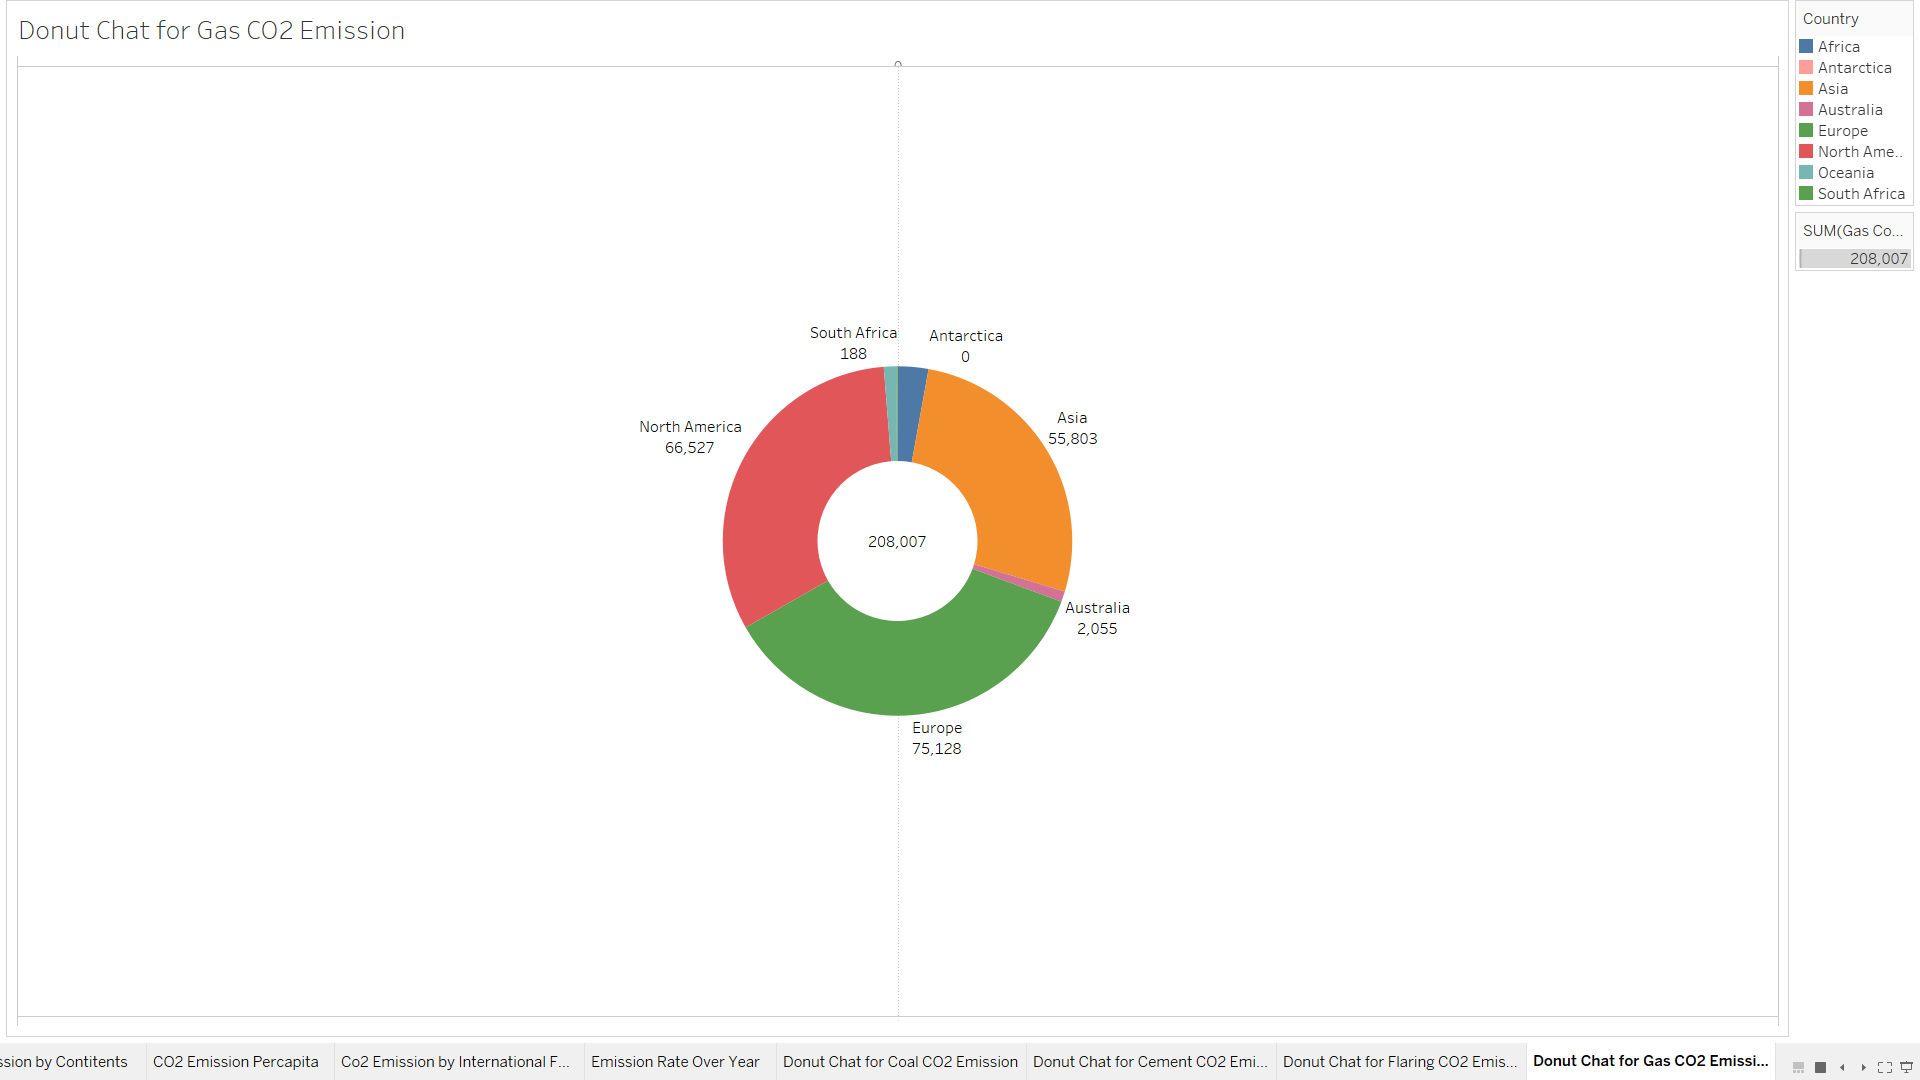 Donut Chat for Gas CO2 Emission
0
South Africa
188
Antarctica
0
Asia
55,803
North America
66,527
208,007
Australia
2,055
Europe
75,128
Country
Africa
Antarctica
Asia
Australia
Europe
North Ame..
Oceania
South Africa
SUM(Gas Co...
208,007
ssion by Contitents
CO2 Emission Percapita
Co2 Emission by International F...
Emission Rate Over Year
Donut Chat for Coal CO2 Emission
Donut Chat for Cement CO2 Emi...
Donut Chat for Flaring CO2 Emis...
Donut Chat for Gas CO2 Emissi...